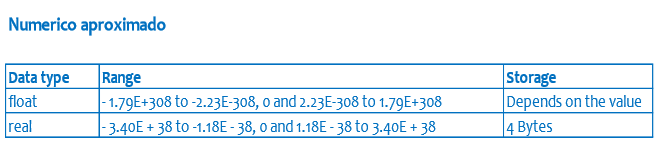 Numerico aproximado
Data type Range Storage
float - 1.79E+308 to -2.23E-308, 0 and 2.23E-308 to 1.79E+308 Depends on the value
real - 3.40E + 38 to -1.18E - 38, 0 and 1.18E - 38 to 3.40E + 38 4 Bytes